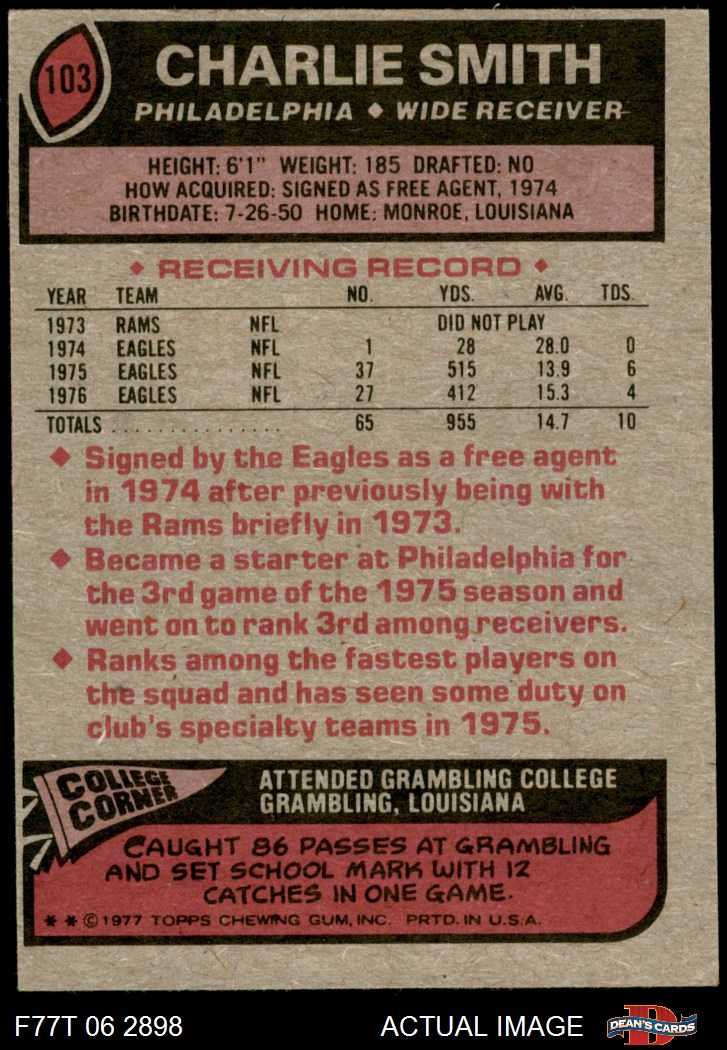 103
CHARLIE SMITH
PHILADELPHIA ◆ WIDE RECEIVER
HEIGHT: 6'1" WEIGHT: 185 DRAFTED: NO
HOW ACQUIRED: SIGNED AS FREE AGENT, 1974
BIRTHDATE: 7-26-50 HOME: MONROE, LOUISIANA
◆ RECEIVING RECORD ◆
YEAR TEAM NO. YDS. AVG. TDS.
1973 RAMS NFL DID NOT PLAY
1974 EAGLES NFL 1 28 28.0 0
1975 EAGLES NFL 37 515 13.9 6
1976 EAGLES NFL 27 412 15.3 4
TOTALS . . . . . . . . . . . . . . . 65 955 14.7 10
◆ Signed by the Eagles as a free agent
in 1974 after previously being with
the Rams briefly in 1973.
◆ Became a starter at Philadelphia for
the 3rd game of the 1975 season and
went on to rank 3rd among receivers.
◆ Ranks among the fastest players on
the squad and has seen some duty on
club's specialty teams in 1975.
COLLEGE
CORNER
ATTENDED GRAMBLING COLLEGE
GRAMBLING, LOUISIANA
CAUGHT 86 PASSES AT GRAMBLING
AND SET SCHOOL MARK WITH 12
CATCHES IN ONE GAME.
* * © 1977 TOPPS CHEWING GUM, INC. PRTD. IN U.S.A.
F77T 06 2898 ACTUAL IMAGE D DEAN'S CARDS